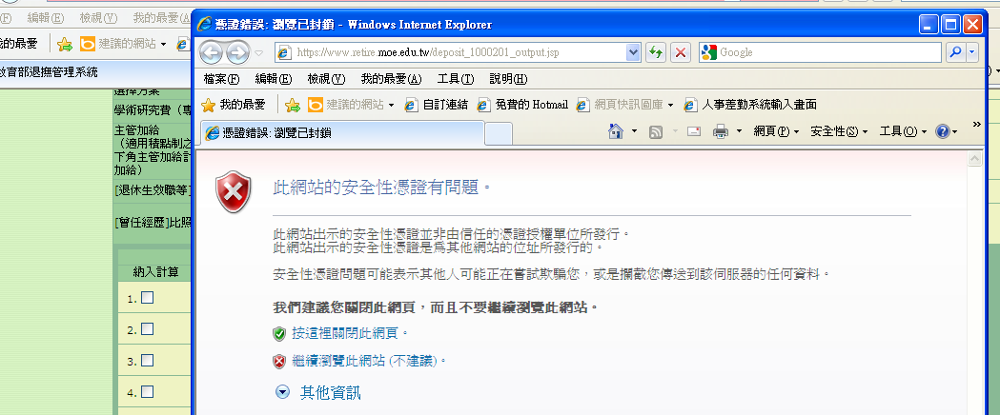 編輯(E) 檢視(V) 我的最愛(A)
的最愛 建議的網站
教育部退撫管理系統
選擇方案
學術研究費（專
主管加給
（適用積點制之
下角主管加給計
加給）
[退休生效職等]
[曾任經歷]比照
納入計算
1.
2.
3.
4.
憑證錯誤: 瀏覽已封鎖 - Windows Internet Explorer
https://www.retire.moe.edu.tw/deposit_1000201_output.jsp
Google
檔案(F) 編輯(E) 檢視(V) 我的最愛(A) 工具(T) 說明(H)
我的最愛 建議的網站 自訂連結 免費的 Hotmail 網頁快訊圖庫 人事差勤系統輸入畫面
憑證錯誤: 瀏覽已封鎖
網頁(P) 安全性(S) 工具(O) »
此網站的安全性憑證有問題。
此網站出示的安全性憑證並非由信任的憑證授權單位所發行。
此網站出示的安全性憑證是為其他網站的位址所發行的。
安全性憑證問題可能表示其他人可能正在嘗試欺騙您，或是攔截您傳送到該伺服器的任何資料。
我們建議您關閉此網頁，而且不要繼續瀏覽此網站。
按這裡關閉此網頁。
繼續瀏覽此網站 (不建議)。
其他資訊